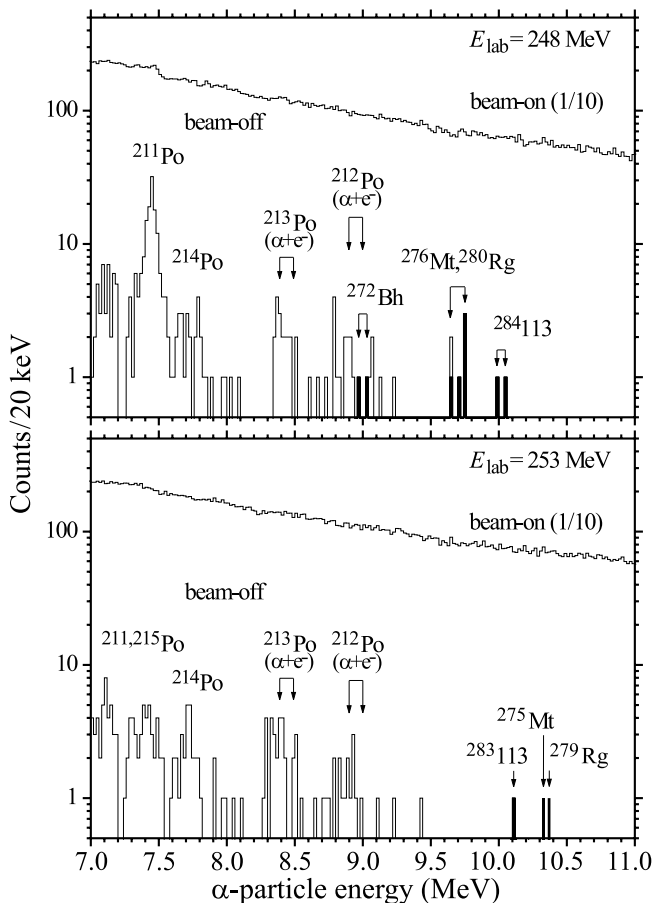 E_lab = 248 MeV
beam-on (1/10)
beam-off
²¹¹Po
²¹⁴Po
²¹³Po
(α+e⁻)
²¹²Po
(α+e⁻)
²⁷²Bh
²⁷⁶Mt,²⁸⁰Rg
²⁸⁴113
100
10
1
Counts/20 keV
E_lab = 253 MeV
beam-on (1/10)
beam-off
²¹¹,²¹⁵Po
²¹⁴Po
²¹³Po
(α+e⁻)
²¹²Po
(α+e⁻)
²⁷⁵Mt
²⁸³113
²⁷⁹Rg
100
10
1
7.0 7.5 8.0 8.5 9.0 9.5 10.0 10.5 11.0
α-particle energy (MeV)